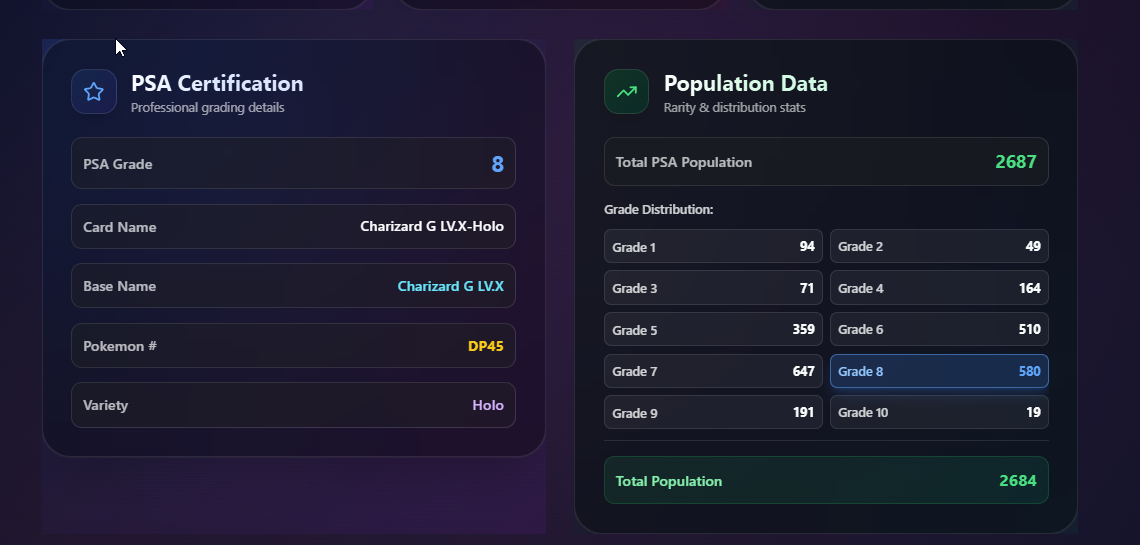 PSA Certification
Professional grading details
PSA Grade 8
Card Name Charizard G LV.X-Holo
Base Name Charizard G LV.X
Pokemon # DP45
Variety Holo
Population Data
Rarity & distribution stats
Total PSA Population 2687
Grade Distribution:
Grade 1 94 Grade 2 49
Grade 3 71 Grade 4 164
Grade 5 359 Grade 6 510
Grade 7 647 Grade 8 580
Grade 9 191 Grade 10 19
Total Population 2684